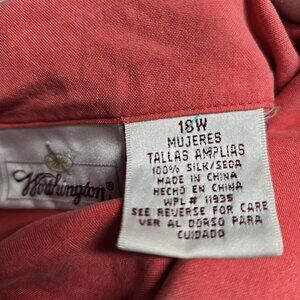 Worthington®
18W
MUJERES
TALLAS AMPLIAS
100% SILK/SEDA
MADE IN CHINA
HECHO EN CHINA
WPL# 11935
SEE REVERSE FOR CARE
VER AL DORSO PARA
CUIDADO